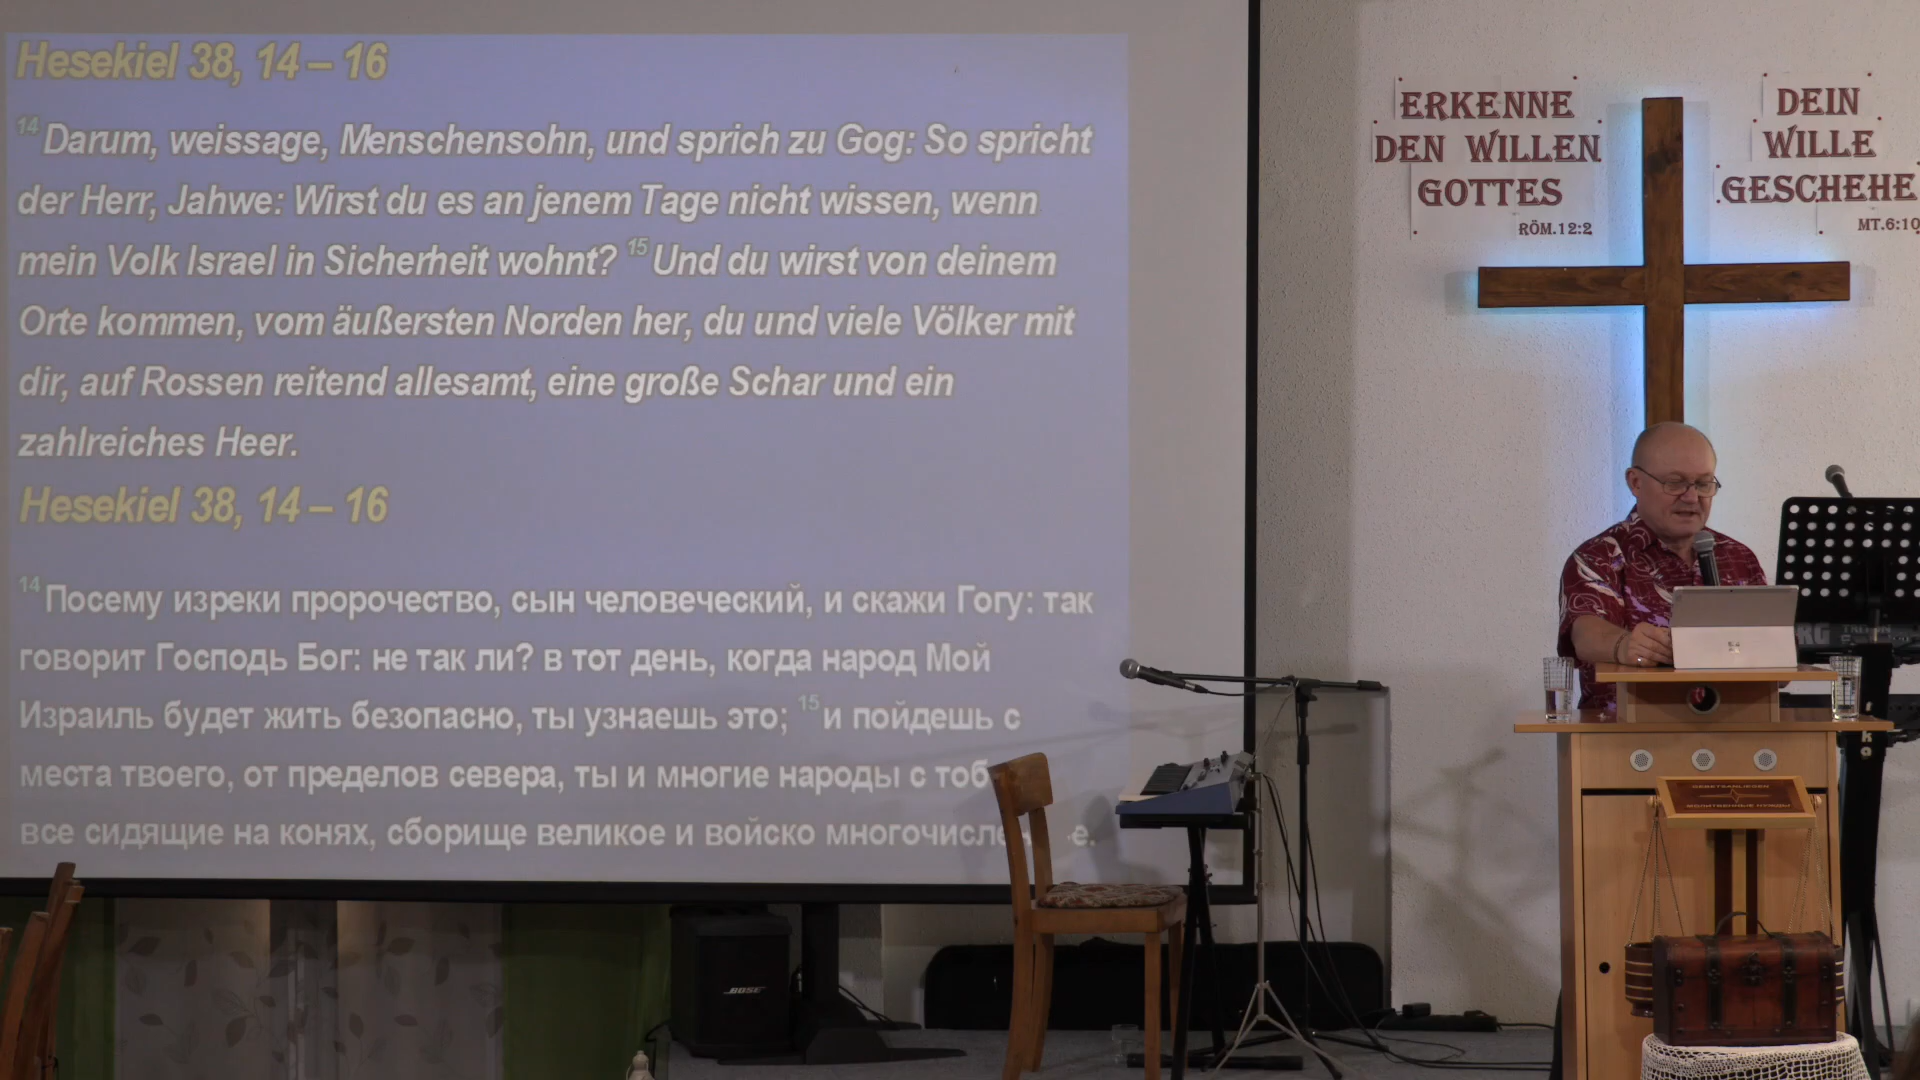 Hesekiel 38, 14 – 16
14 Darum, weissage, Menschensohn, und sprich zu Gog: So spricht
der Herr, Jahwe: Wirst du es an jenem Tage nicht wissen, wenn
mein Volk Israel in Sicherheit wohnt? 15 Und du wirst von deinem
Orte kommen, vom äußersten Norden her, du und viele Völker mit
dir, auf Rossen reitend allesamt, eine große Schar und ein
zahlreiches Heer.
Hesekiel 38, 14 – 16
14 Посему изреки пророчество, сын человеческий, и скажи Гогу: так
говорит Господь Бог: не так ли? в тот день, когда народ Мой
Израиль будет жить безопасно, ты узнаешь это; 15 и пойдешь с
места твоего, от пределов севера, ты и многие народы с тоб
все сидящие на конях, сборище великое и войско
ERKENNE
DEN WILLEN
GOTTES
RÖM.12:2
DEIN
WILLE
GESCHEHE
MT.6:10
GEBETSANLIEGEN
МОЛИТВЕННЫЕ НУЖДЫ
BOSE